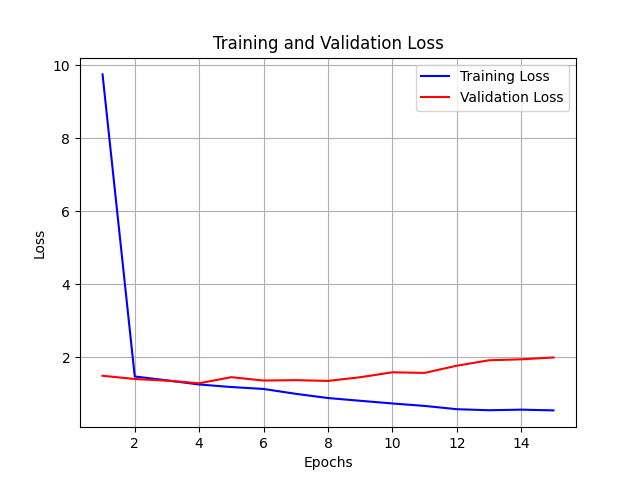 Training and Validation Loss
Training Loss
Validation Loss
10
8
6
4
2
Loss
2 4 6 8 10 12 14
Epochs